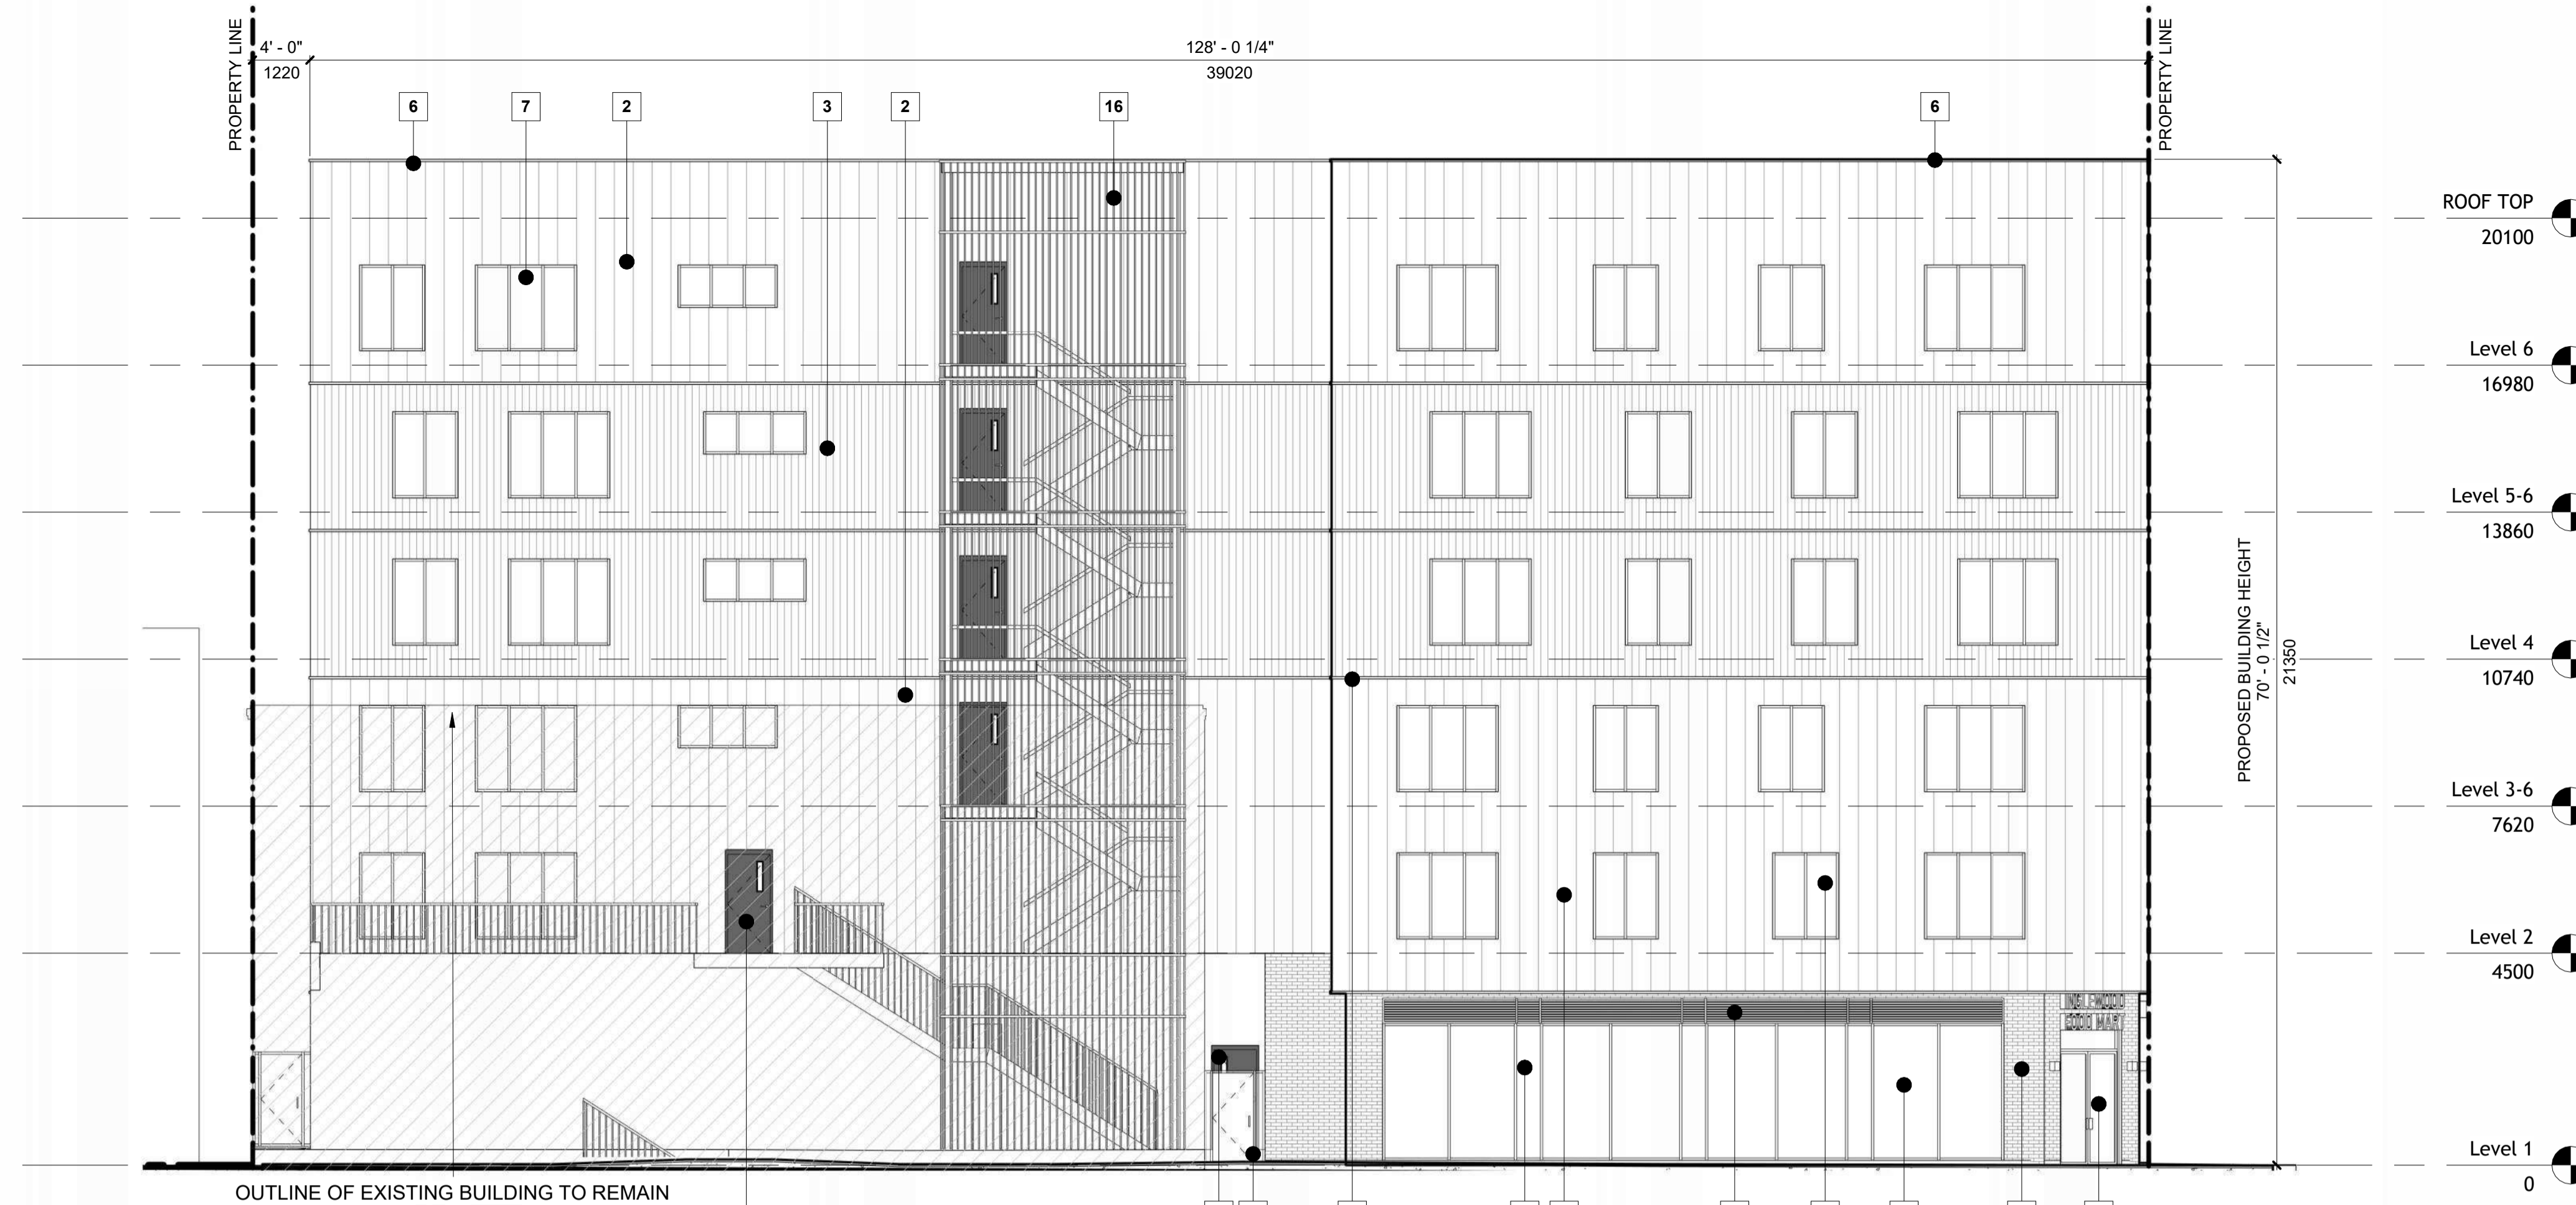 PROPERTY LINE
4' - 0"
1220
128' - 0 1/4"
39020
PROPERTY LINE
6
7
2
3
2
16
6
ROOF TOP
20100
Level 6
16980
Level 5-6
13860
Level 4
10740
PROPOSED BUILDING HEIGHT
70' - 0 1/2"
21350
Level 3-6
7620
Level 2
4500
INGLEWOOD
FOOD MART
Level 1
0
OUTLINE OF EXISTING BUILDING TO REMAIN